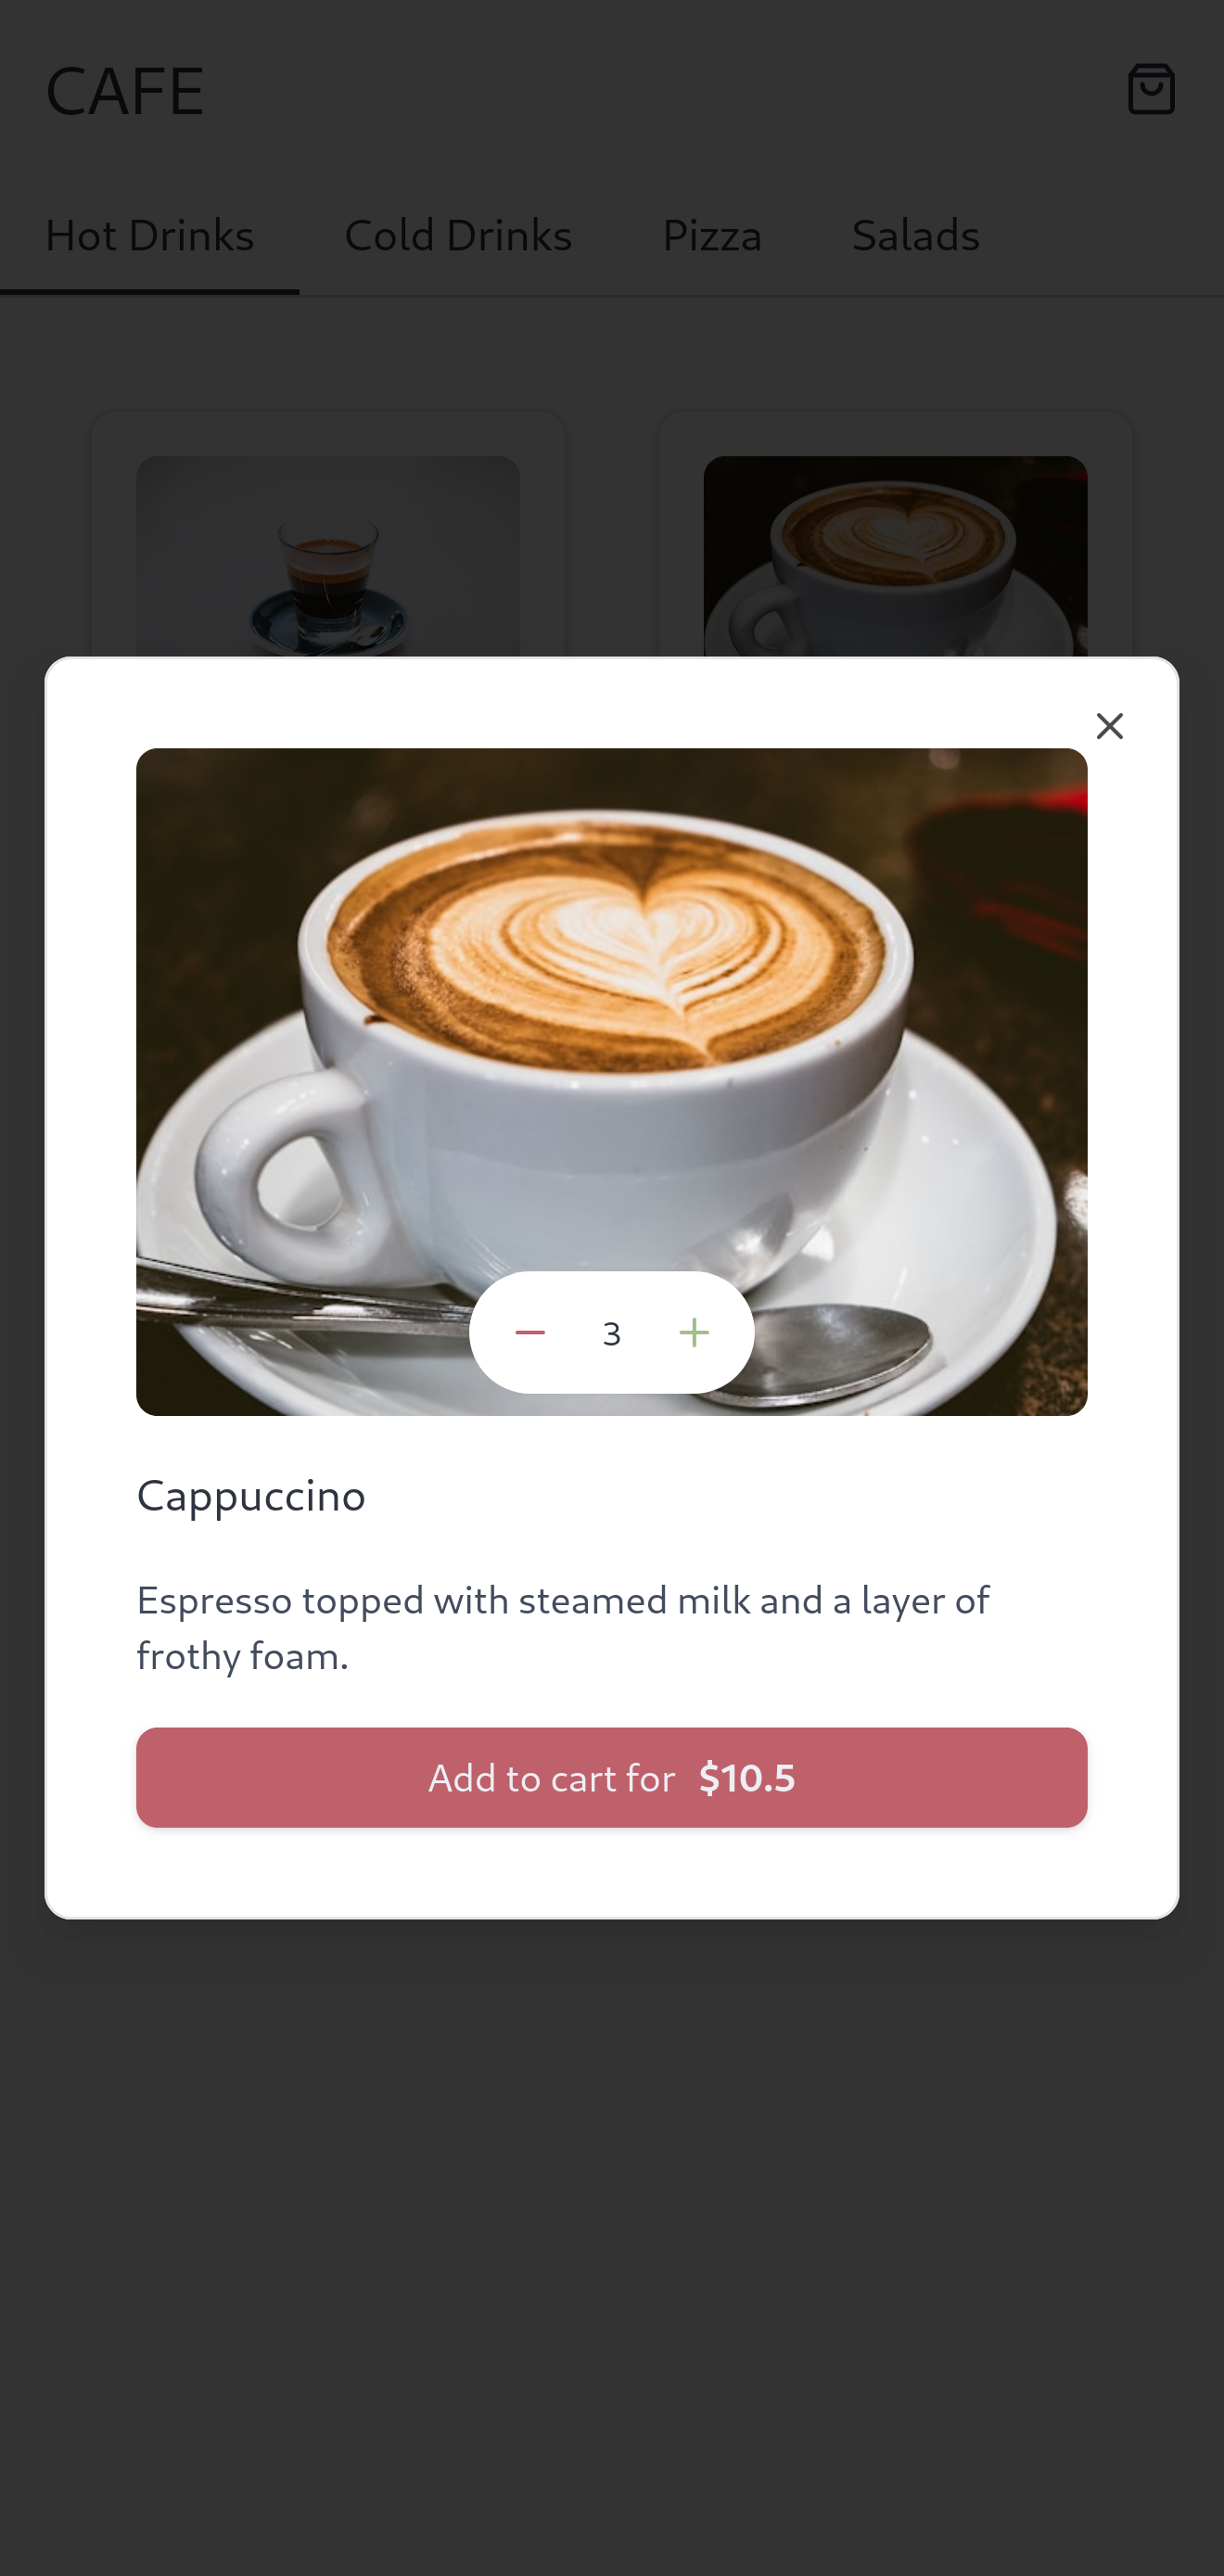 CAFE
Hot Drinks Cold Drinks Pizza Salads
3
Cappuccino
Espresso topped with steamed milk and a layer of
frothy foam.
Add to cart for $10.5